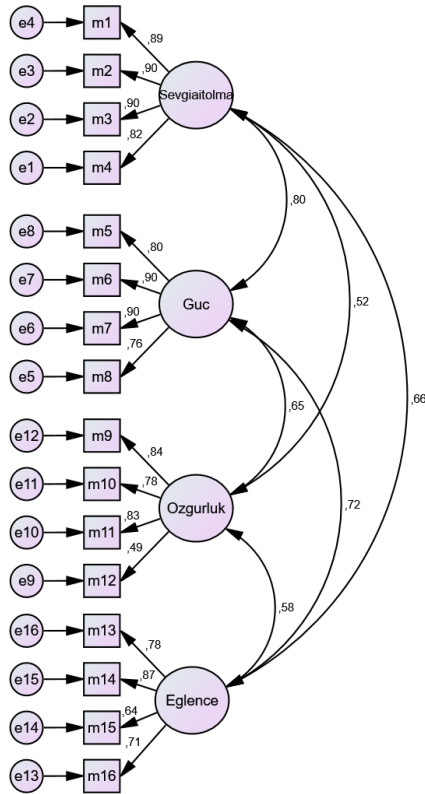 e4
m1
,89
e3
m2
,90
Sevgiaitolma
e2
m3
,90
e1
m4
,82
,80
e8
m5
,80
e7
m6
,90
Guc
,52
e6
m7
,90
e5
m8
,76
,66
,65
e12
m9
,84
e11
m10
,78
Ozgurluk
,72
e10
m11
,83
e9
m12
,49
,58
e16
m13
,78
e15
m14
,87
Eglence
e14
m15
,64
e13
m16
,71